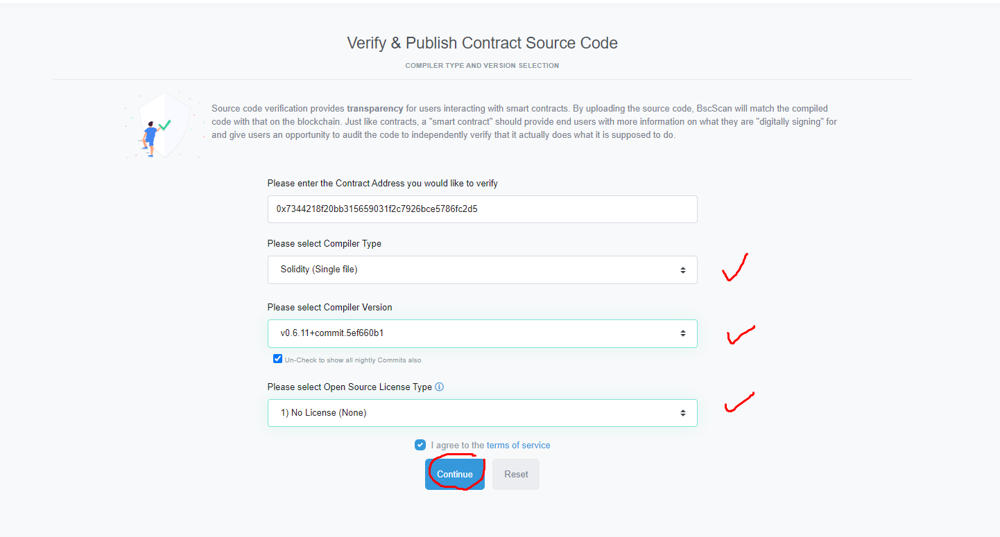 Verify & Publish Contract Source Code
COMPILER TYPE AND VERSION SELECTION
Source code verification provides transparency for users interacting with smart contracts. By uploading the source code, BscScan will match the compiled
code with that on the blockchain. Just like contracts, a "smart contract" should provide end users with more information on what they are "digitally signing" for
and give users an opportunity to audit the code to independently verify that it actually does what it is supposed to do.
Please enter the Contract Address you would like to verify
0x7344218f20bb315659031f2c7926bce5786fc2d5
Please select Compiler Type
Solidity (Single file)
Please select Compiler Version
v0.6.11+commit.5ef660b1
Un-Check to show all nightly Commits also
Please select Open Source License Type
1) No License (None)
I agree to the terms of service
Continue Reset